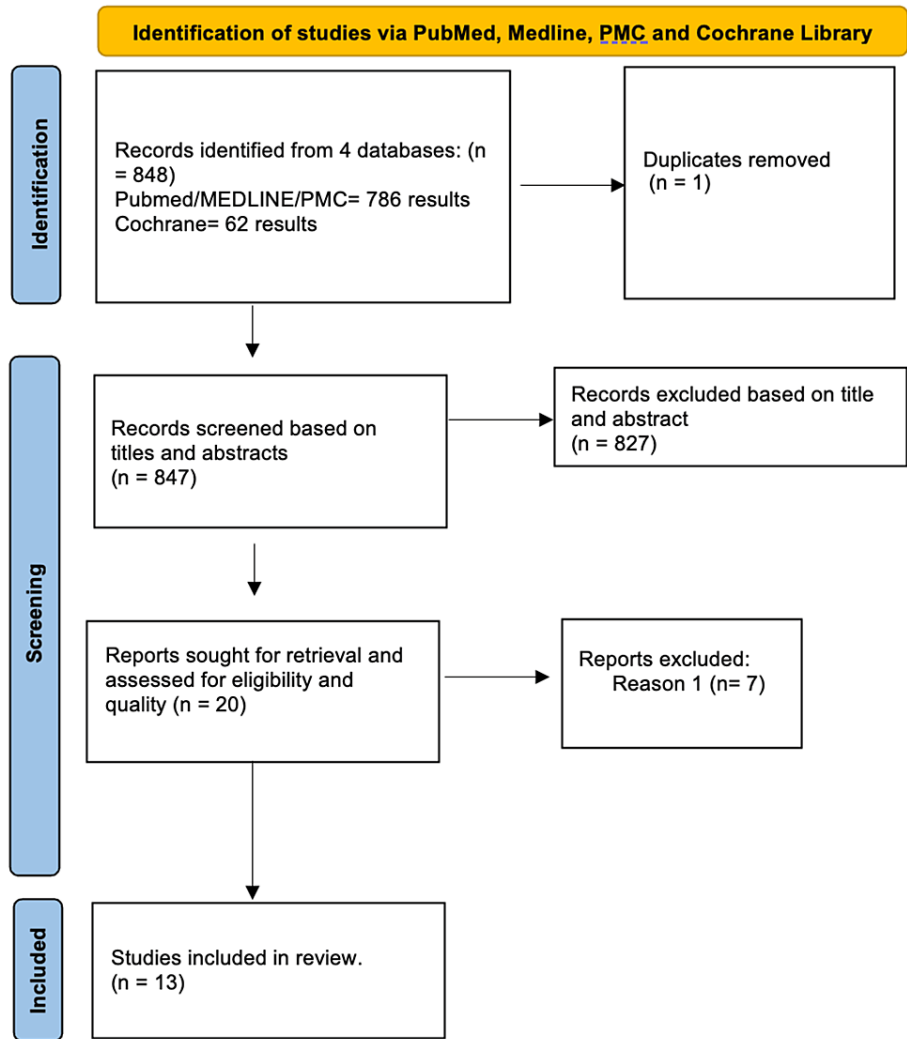 Identification of studies via PubMed, Medline, PMC and Cochrane Library
Identification
Records identified from 4 databases: (n
= 848)
Pubmed/MEDLINE/PMC= 786 results
Cochrane= 62 results
Duplicates removed
(n = 1)
Screening
Records screened based on
titles and abstracts
(n = 847)
Records excluded based on title
and abstract
(n = 827)
Reports sought for retrieval and
assessed for eligibility and
quality (n = 20)
Reports excluded:
Reason 1 (n= 7)
Included
Studies included in review.
(n = 13)